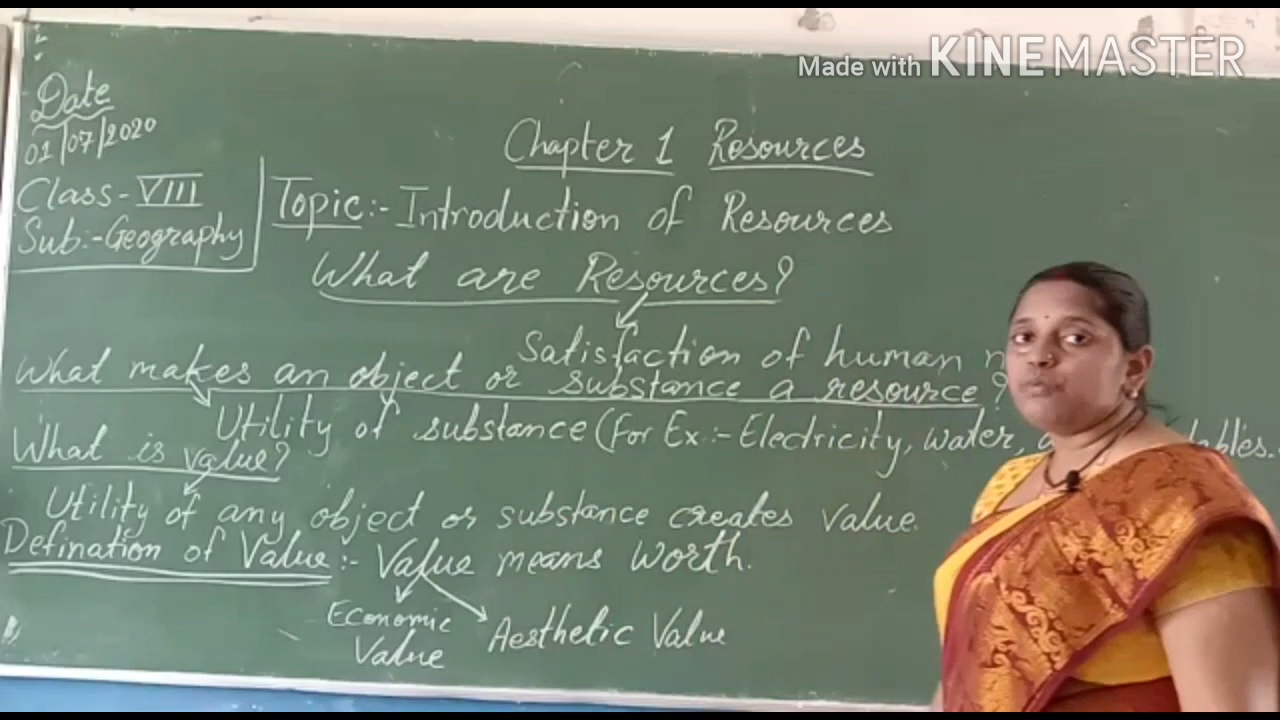 Made with KINEMASTER
Date
01/07/2020
Class-VIII
Sub:-Geography
Chapter 1 Resources
Topic:- Introduction of Resources
What are Resources?
Satisfaction of human
What makes an object or substance a resource?
Utility of substance (For Ex:- Electricity, water,
What is value?
Utility of any object or substance creates value.
Defination of Value:- Value means worth.
Economic Value
Aesthetic Value